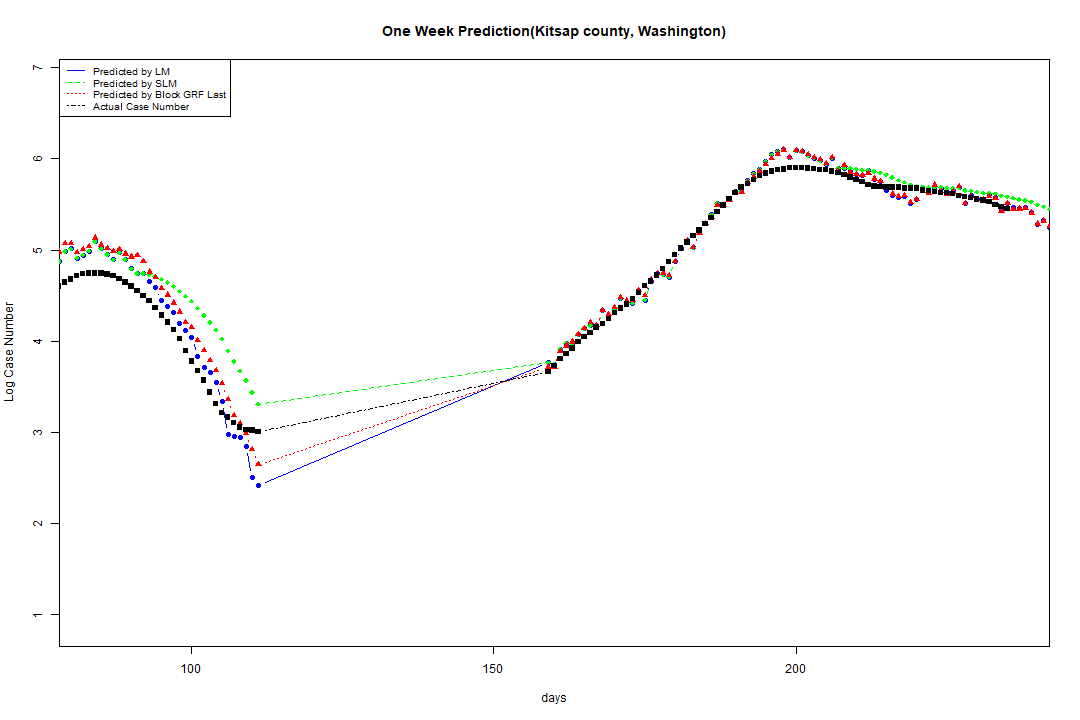 One Week Prediction(Kitsap county, Washington)
Predicted by LM
Predicted by SLM
Predicted by Block GRF Last
Actual Case Number
7
6
5
4
3
2
1
Log Case Number
100 150 200
days